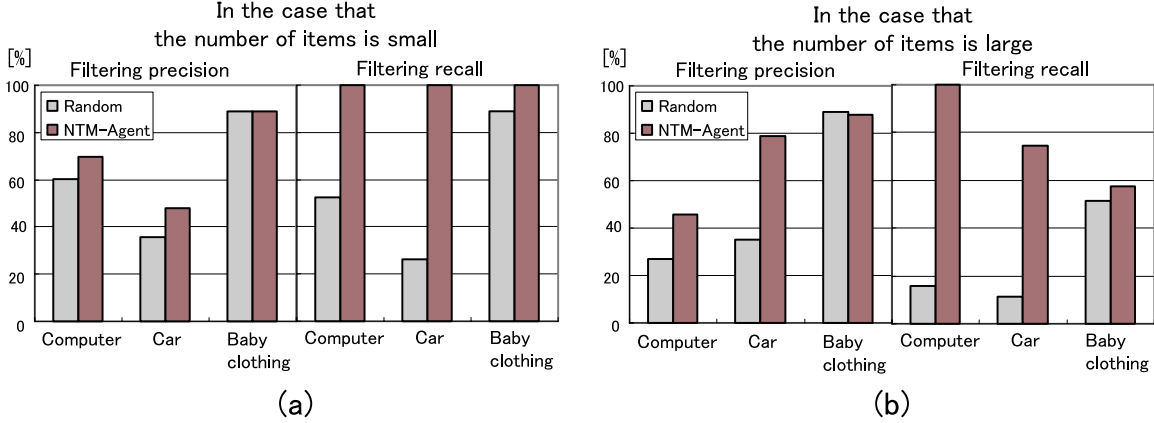 In the case that
the number of items is small
[%]
Filtering precision
Filtering recall
100
80
60
40
20
0
Random
NTM-Agent
Computer
Car
Baby
clothing
Computer
Car
Baby
clothing
(a)
In the case that
the number of items is large
[%]
Filtering precision
Filtering recall
100
80
60
40
20
0
Random
NTM-Agent
Computer
Car
Baby
clothing
Computer
Car
Baby
clothing
(b)